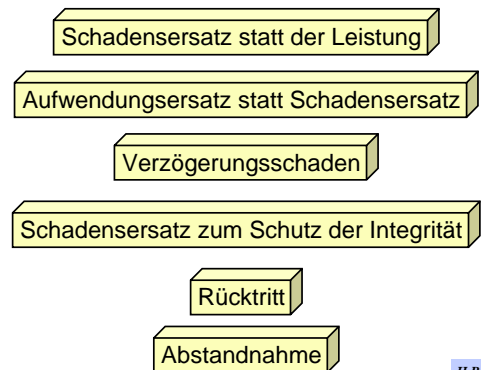 Schadensersatz statt der Leistung
Aufwendungsersatz statt Schadensersatz
Verzögerungsschaden
Schadensersatz zum Schutz der Integrität
Rücktritt
Abstandnahme